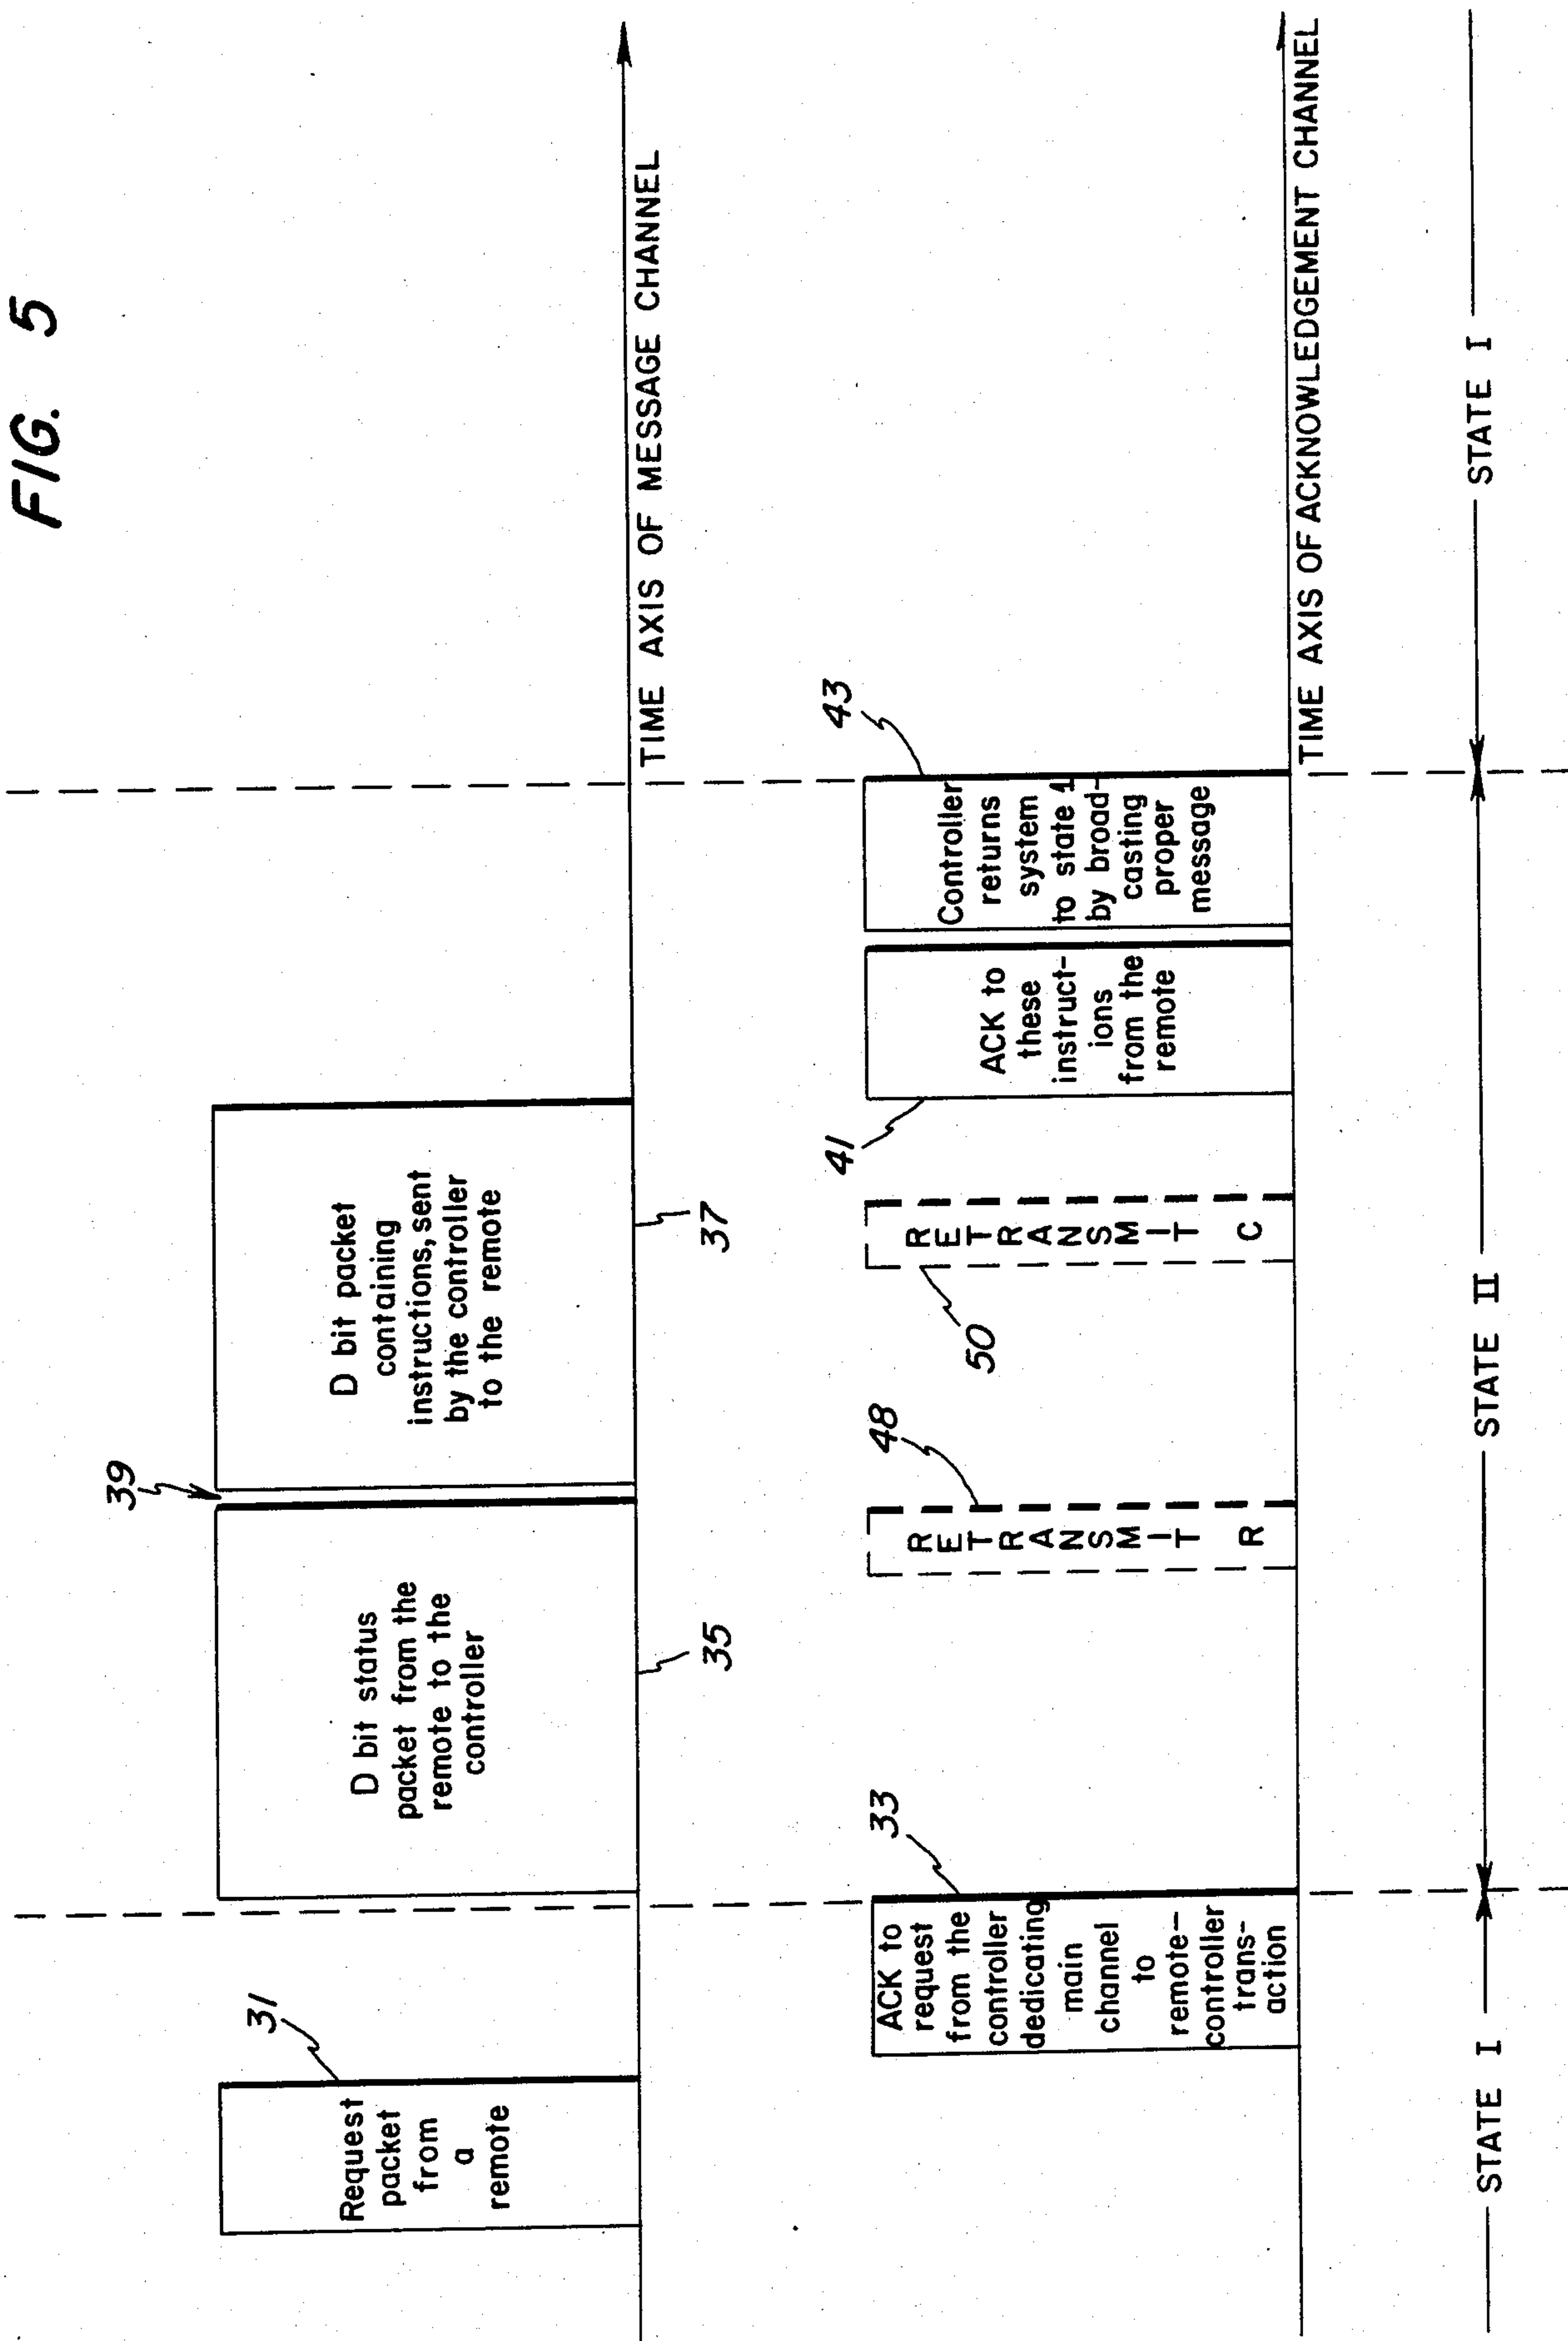 FIG. 5
31
Request
packet
from
a
remote
D bit status
packet from the
remote to the
controller
35
39
D bit packet
containing
instructions, sent
by the controller
to the remote
37
TIME AXIS OF MESSAGE CHANNEL
ACK to
request
from the
controller
dedicating
main
channel
to
remote-
controller
trans-
action
33
RETRANSMIT R
48
RETRANSMIT C
50
41
ACK to
these
instruct-
ions
from the
remote
Controller
returns
system
to state 1
by broad-
casting
proper
message
43
TIME AXIS OF ACKNOWLEDGEMENT CHANNEL
STATE I
STATE II
STATE I